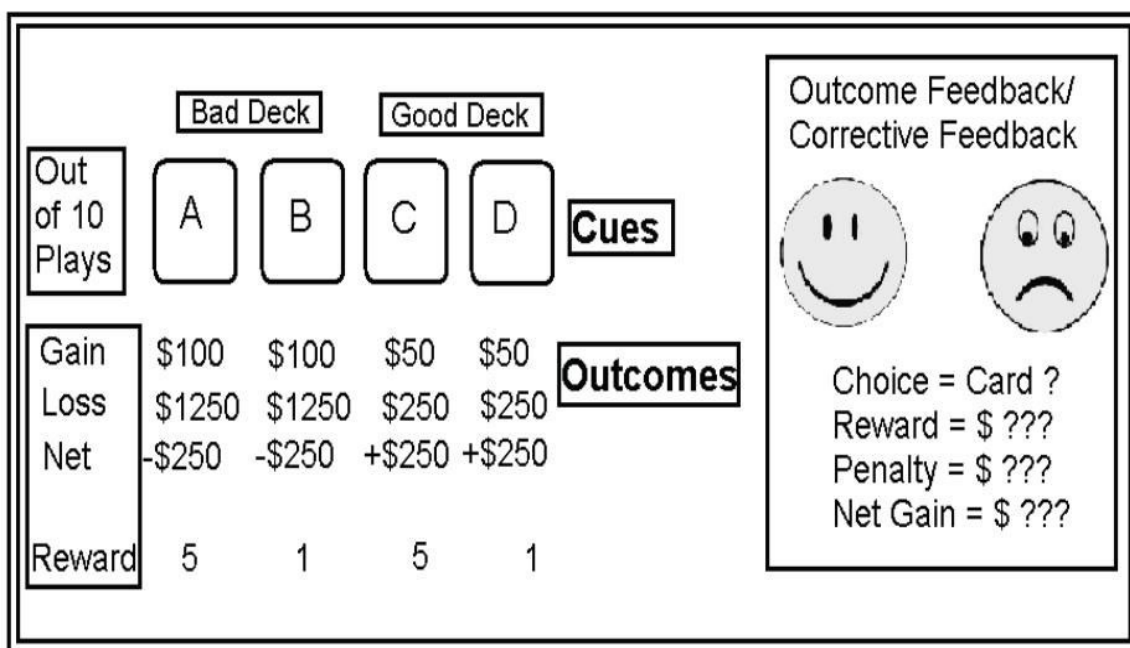 Bad Deck Good Deck
Out
of 10
Plays
A B C D
Cues
Gain $100 $100 $50 $50
Loss $1250 $1250 $250 $250
Net -$250 -$250 +$250 +$250
Outcomes
Reward 5 1 5 1
Outcome Feedback/
Corrective Feedback
Choice = Card ?
Reward = $ ???
Penalty = $ ???
Net Gain = $ ???